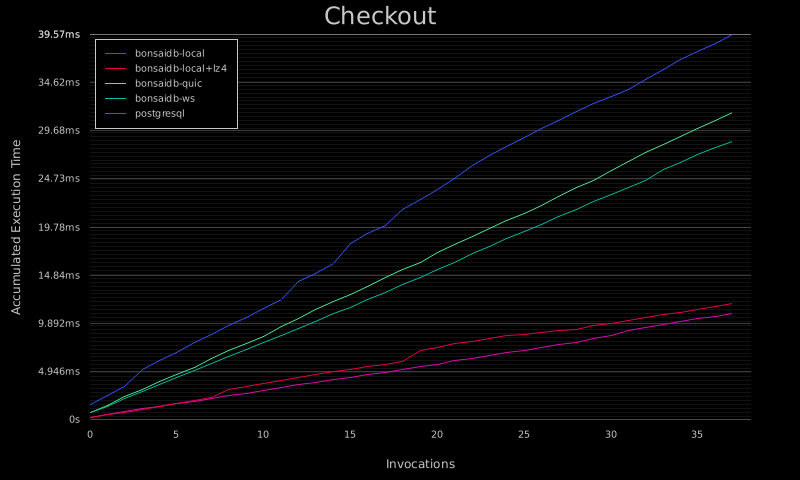 Checkout
39.57ms
34.62ms
29.68ms
24.73ms
19.78ms
14.84ms
9.892ms
4.946ms
0s
bonsaidb-local
bonsaidb-local+lz4
bonsaidb-quic
bonsaidb-ws
postgresql
Accumulated Execution Time
0 5 10 15 20 25 30 35
Invocations